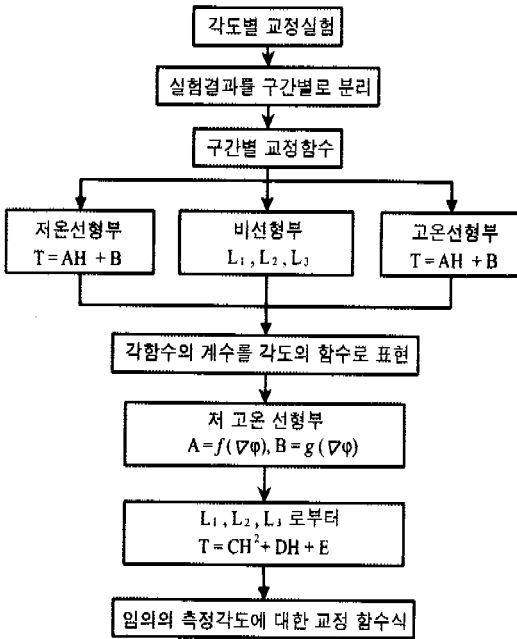 각도별 교정실험
실험결과를 구간별로 분리
구간별 교정함수
저온선형부
T=AH + B
비선형부
L₁, L₂, L₃
고온선형부
T=AH + B
각함수의 계수를 각도의 함수로 표현
저 고온 선형부
A=f(∇φ), B=g(∇φ)
L₁, L₂, L₃ 로부터
T=CH²+DH+E
임의의 측정각도에 대한 교정 함수식